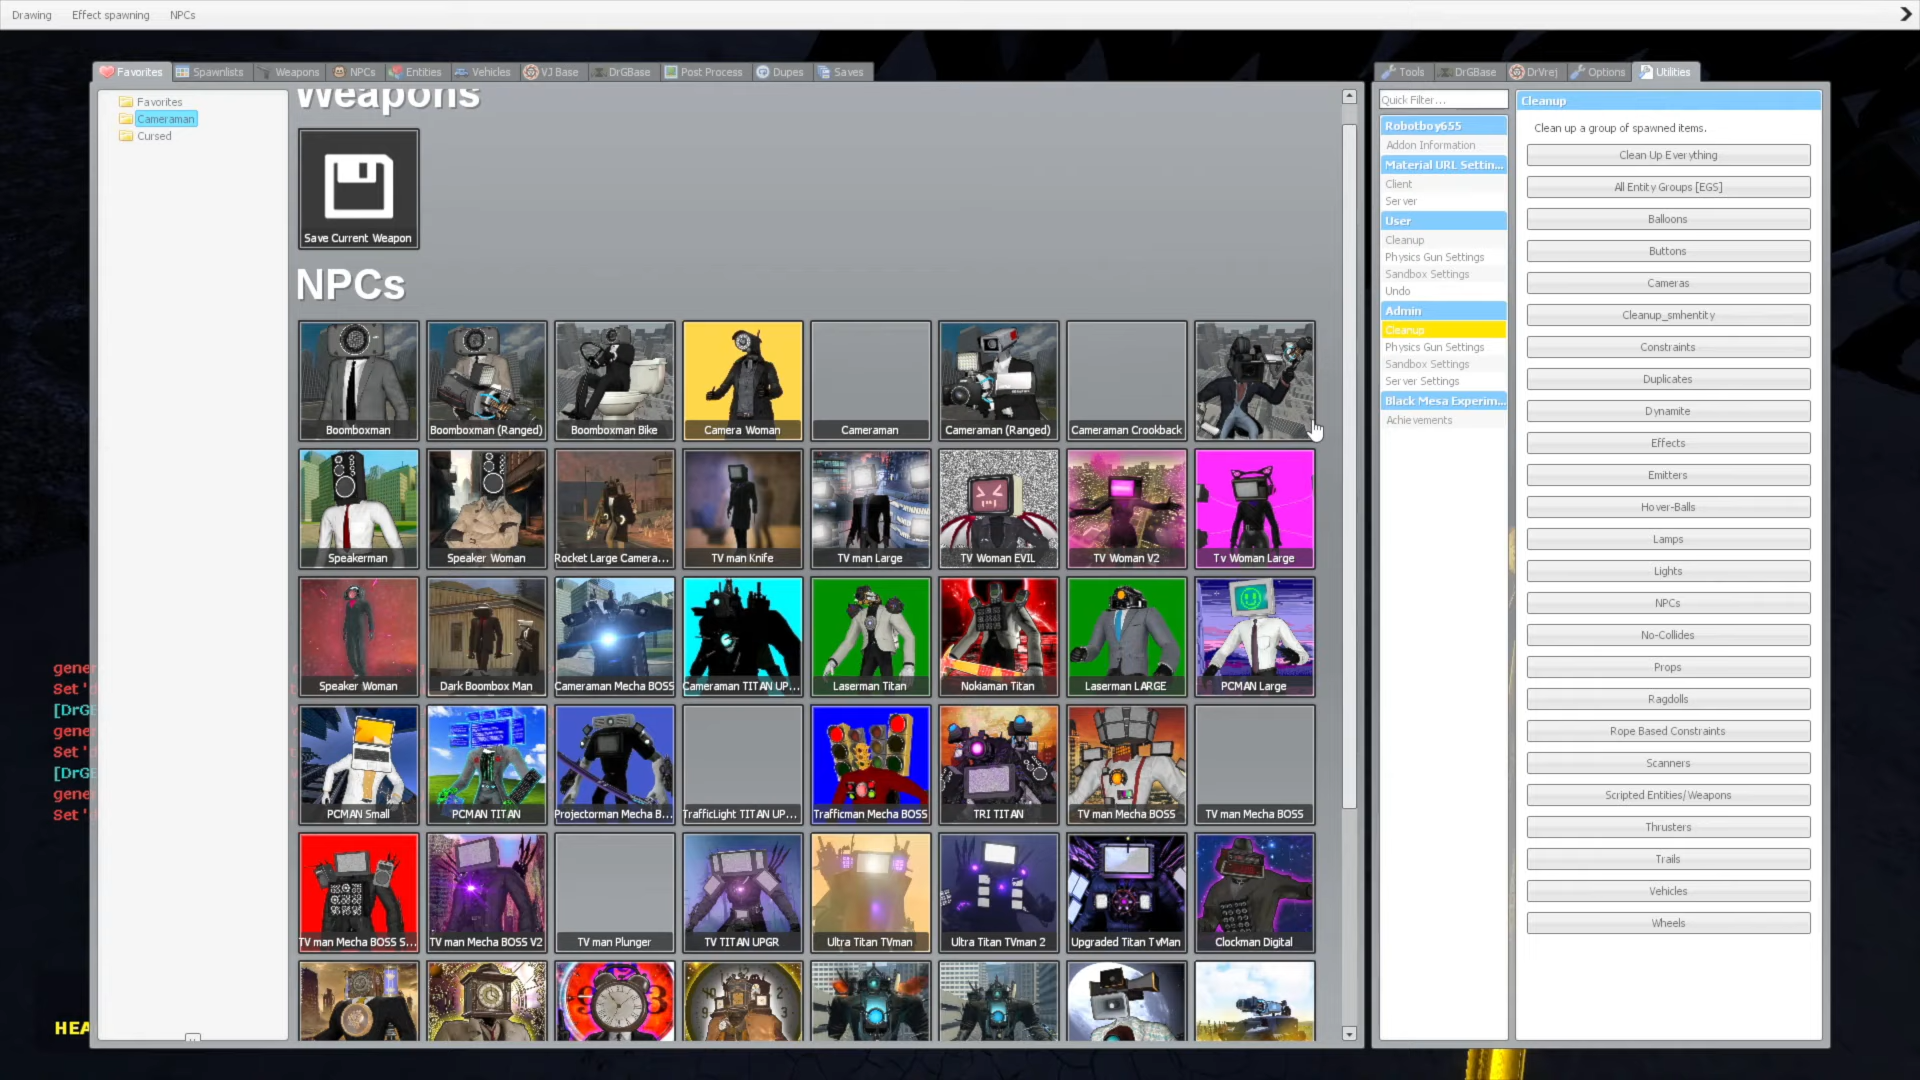 Drawing Effect spawning NPCs
Favorites Spawnlists Weapons NPCs Entities Vehicles VJ Base DrGBase Post Process Dupes Saves
Tools DrGBase DrVrej Options Utilities
Favorites
Cameraman
Cursed
Weapons
Save Current Weapon
NPCs
Boomboxman Boomboxman (Ranged) Boomboxman Bike Camera Woman Cameraman Cameraman (Ranged) Cameraman Crookback
Speakerman Speaker Woman Rocket Large Camera... TV man Knife TV man Large TV Woman EVIL TV Woman V2 Tv Woman Large
Speaker Woman Dark Boombox Man Cameraman Mecha BOSS Cameraman TITAN UP... Laserman Titan Nokiaman Titan Laserman LARGE PCMAN Large
PCMAN Small PCMAN TITAN Projectorman Mecha B... TrafficLight TITAN UP... Trafficman Mecha BOSS TRI TITAN TV man Mecha BOSS TV man Mecha BOSS
TV man Mecha BOSS S... TV man Mecha BOSS V2 TV man Plunger TV TITAN UPGR Ultra Titan TVman Ultra Titan TVman 2 Upgraded Titan TvMan Clockman Digital
gener
Set '
[DrGE
gener
Set '
[DrGE
gener
Set '
HEA
Quick Filter...
Robotboy655
Addon Information
Material URL Settin...
Client
Server
User
Cleanup
Physics Gun Settings
Sandbox Settings
Undo
Admin
Cleanup
Physics Gun Settings
Sandbox Settings
Server Settings
Black Mesa Experim...
Achievements
Cleanup
Clean up a group of spawned items.
Clean Up Everything
All Entity Groups [EGS]
Balloons
Buttons
Cameras
Cleanup_smhentity
Constraints
Duplicates
Dynamite
Effects
Emitters
Hover-Balls
Lamps
Lights
NPCs
No-Collides
Props
Ragdolls
Rope Based Constraints
Scanners
Scripted Entities/Weapons
Thrusters
Trails
Vehicles
Wheels